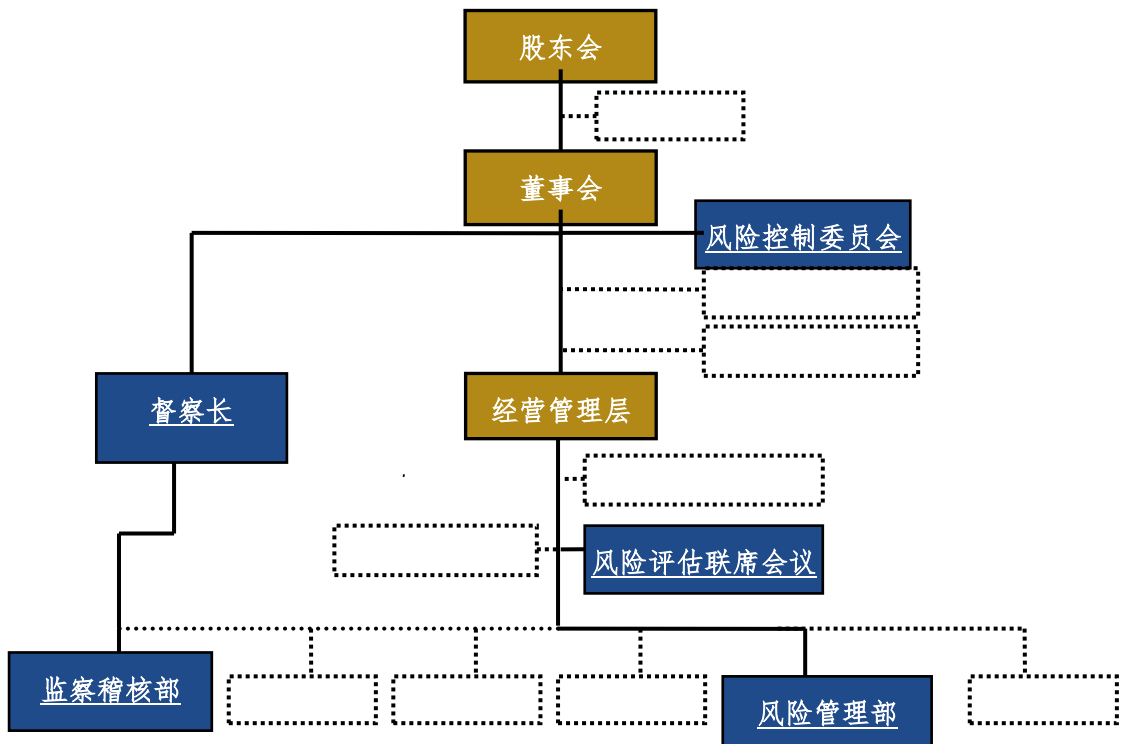 股东会
董事会
风险控制委员会
督察长
经营管理层
风险评估联席会议
监察稽核部
风险管理部